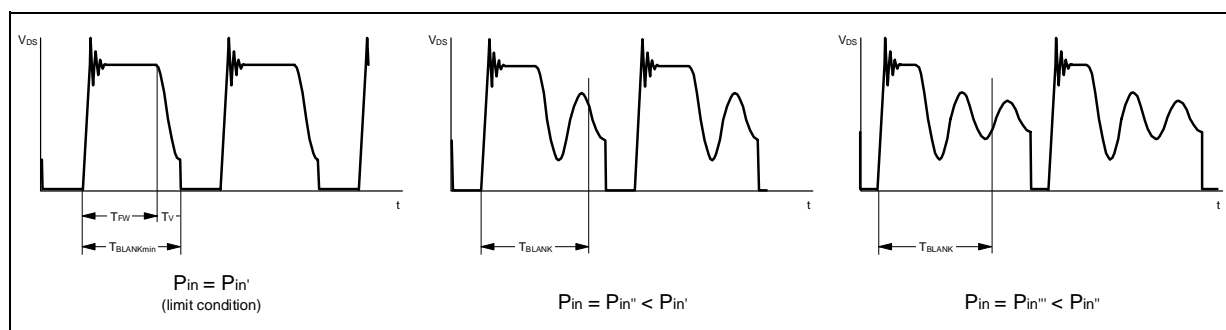 VDS
t
TFW
TV
TBLANKmin
Pin = Pin'
(limit condition)
VDS
t
TBLANK
Pin = Pin'' < Pin'
VDS
t
TBLANK
Pin = Pin''' < Pin''